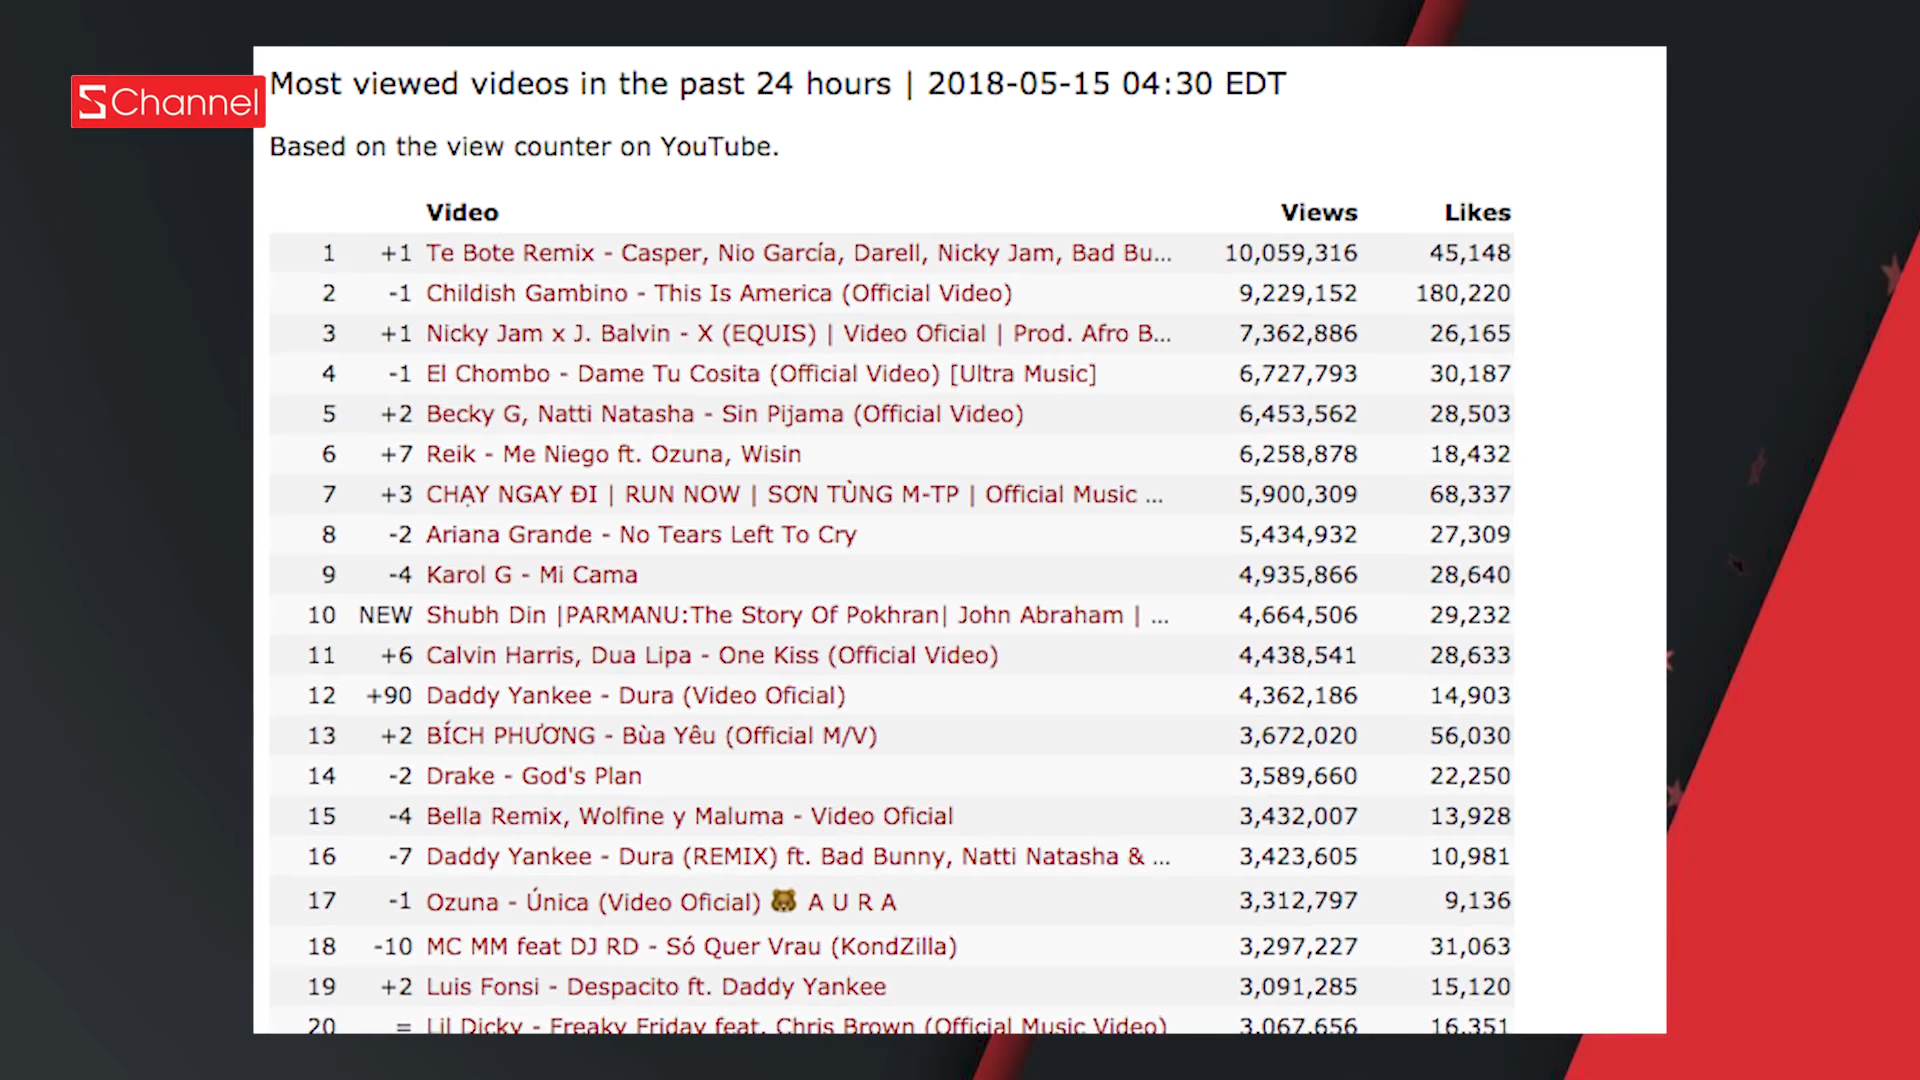 S Channel
Most viewed videos in the past 24 hours | 2018-05-15 04:30 EDT
Based on the view counter on YouTube.
Video Views Likes
1 +1 Te Bote Remix - Casper, Nio García, Darell, Nicky Jam, Bad Bu... 10,059,316 45,148
2 -1 Childish Gambino - This Is America (Official Video) 9,229,152 180,220
3 +1 Nicky Jam x J. Balvin - X (EQUIS) | Video Oficial | Prod. Afro B... 7,362,886 26,165
4 -1 El Chombo - Dame Tu Cosita (Official Video) [Ultra Music] 6,727,793 30,187
5 +2 Becky G, Natti Natasha - Sin Pijama (Official Video) 6,453,562 28,503
6 +7 Reik - Me Niego ft. Ozuna, Wisin 6,258,878 18,432
7 +3 CHẠY NGAY ĐI | RUN NOW | SƠN TÙNG M-TP | Official Music ... 5,900,309 68,337
8 -2 Ariana Grande - No Tears Left To Cry 5,434,932 27,309
9 -4 Karol G - Mi Cama 4,935,866 28,640
10 NEW Shubh Din |PARMANU:The Story Of Pokhran| John Abraham | ... 4,664,506 29,232
11 +6 Calvin Harris, Dua Lipa - One Kiss (Official Video) 4,438,541 28,633
12 +90 Daddy Yankee - Dura (Video Oficial) 4,362,186 14,903
13 +2 BÍCH PHƯƠNG - Bùa Yêu (Official M/V) 3,672,020 56,030
14 -2 Drake - God's Plan 3,589,660 22,250
15 -4 Bella Remix, Wolfine y Maluma - Video Oficial 3,432,007 13,928
16 -7 Daddy Yankee - Dura (REMIX) ft. Bad Bunny, Natti Natasha & ... 3,423,605 10,981
17 -1 Ozuna - Única (Video Oficial) 🐻 A U R A 3,312,797 9,136
18 -10 MC MM feat DJ RD - Só Quer Vrau (KondZilla) 3,297,227 31,063
19 +2 Luis Fonsi - Despacito ft. Daddy Yankee 3,091,285 15,120
20 = Lil Dicky - Freaky Friday feat. Chris Brown (Official Music Video) 3,067,656 16,351